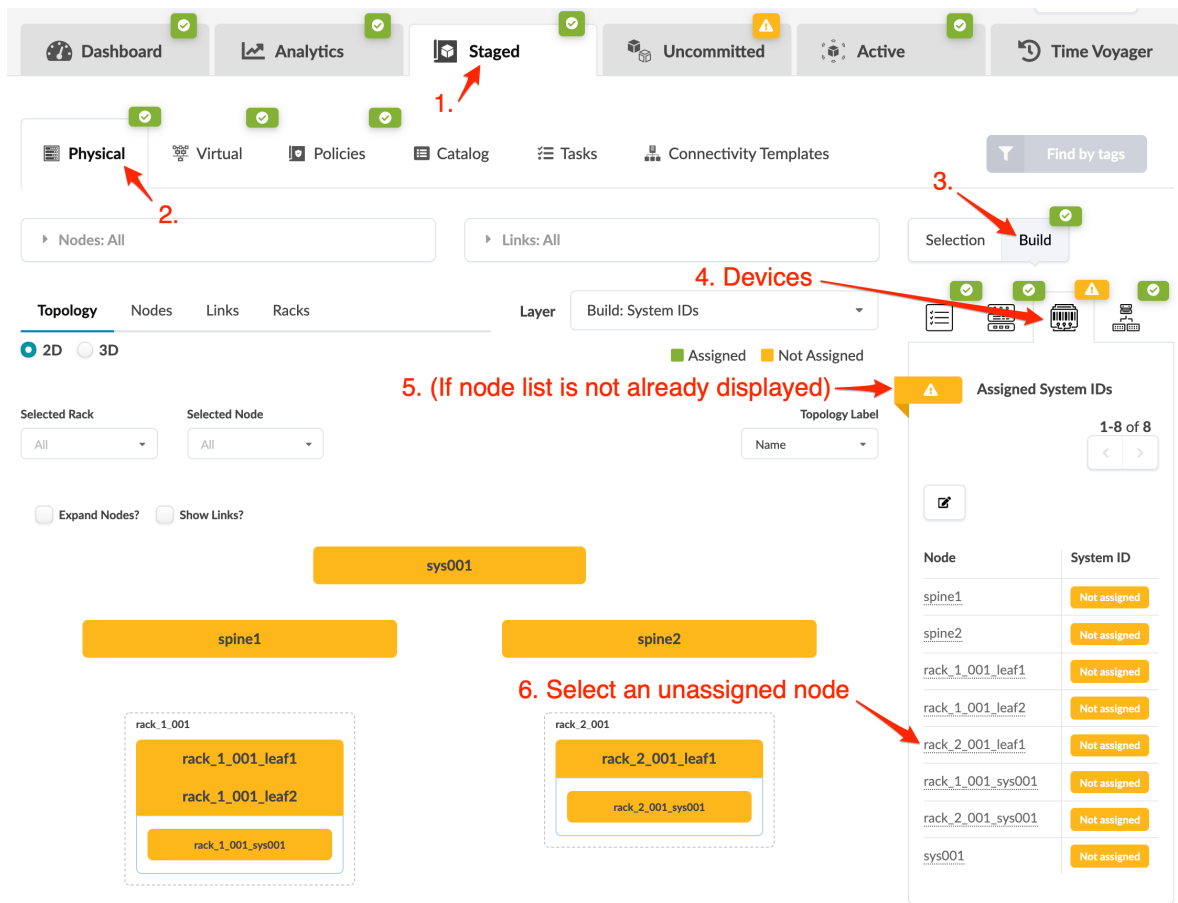 Dashboard
Analytics
Staged
Uncommitted
Active
Time Voyager
1.
Physical
Virtual
Policies
Catalog
Tasks
Connectivity Templates
Find by tags
2.
3.
Nodes: All
Links: All
Selection
Build
4. Devices
Topology
Nodes
Links
Racks
Layer
Build: System IDs
2D
3D
Assigned
Not Assigned
5. (If node list is not already displayed)
Assigned System IDs
Selected Rack
Selected Node
Topology Label
1-8 of 8
All
All
Name
Expand Nodes?
Show Links?
sys001
spine1
spine2
6. Select an unassigned node
rack_1_001
rack_1_001_leaf1
rack_1_001_leaf2
rack_1_001_sys001
rack_2_001
rack_2_001_leaf1
rack_2_001_sys001
Node System ID
spine1 Not assigned
spine2 Not assigned
rack_1_001_leaf1 Not assigned
rack_1_001_leaf2 Not assigned
rack_2_001_leaf1 Not assigned
rack_1_001_sys001 Not assigned
rack_2_001_sys001 Not assigned
sys001 Not assigned